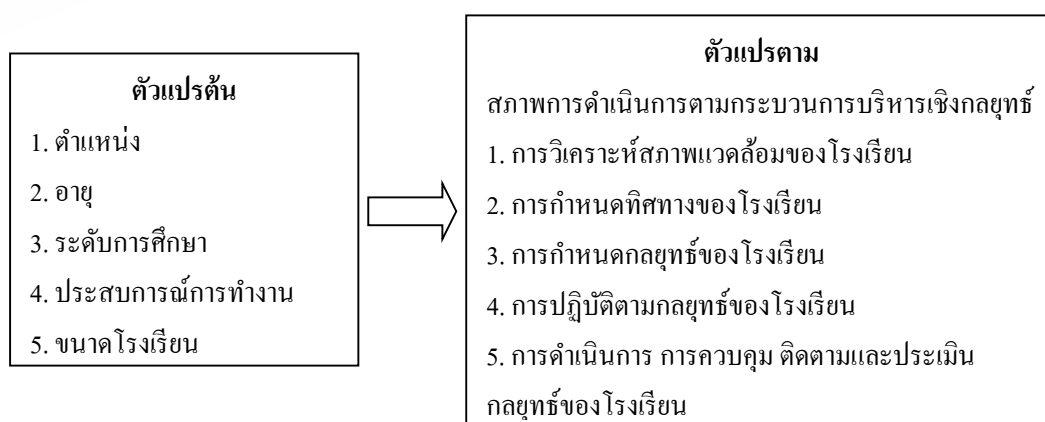 ตัวแปรต้น
1. ตำแหน่ง
2. อายุ
3. ระดับการศึกษา
4. ประสบการณ์การทำงาน
5. ขนาดโรงเรียน
ตัวแปรตาม
สภาพการดำเนินการตามกระบวนการบริหารเชิงกลยุทธ์
1. การวิเคราะห์สภาพแวดล้อมของโรงเรียน
2. การกำหนดทิศทางของโรงเรียน
3. การกำหนดกลยุทธ์ของโรงเรียน
4. การปฏิบัติตามกลยุทธ์ของโรงเรียน
5. การดำเนินการ การควบคุม ติดตามและประเมิน
กลยุทธ์ของโรงเรียน